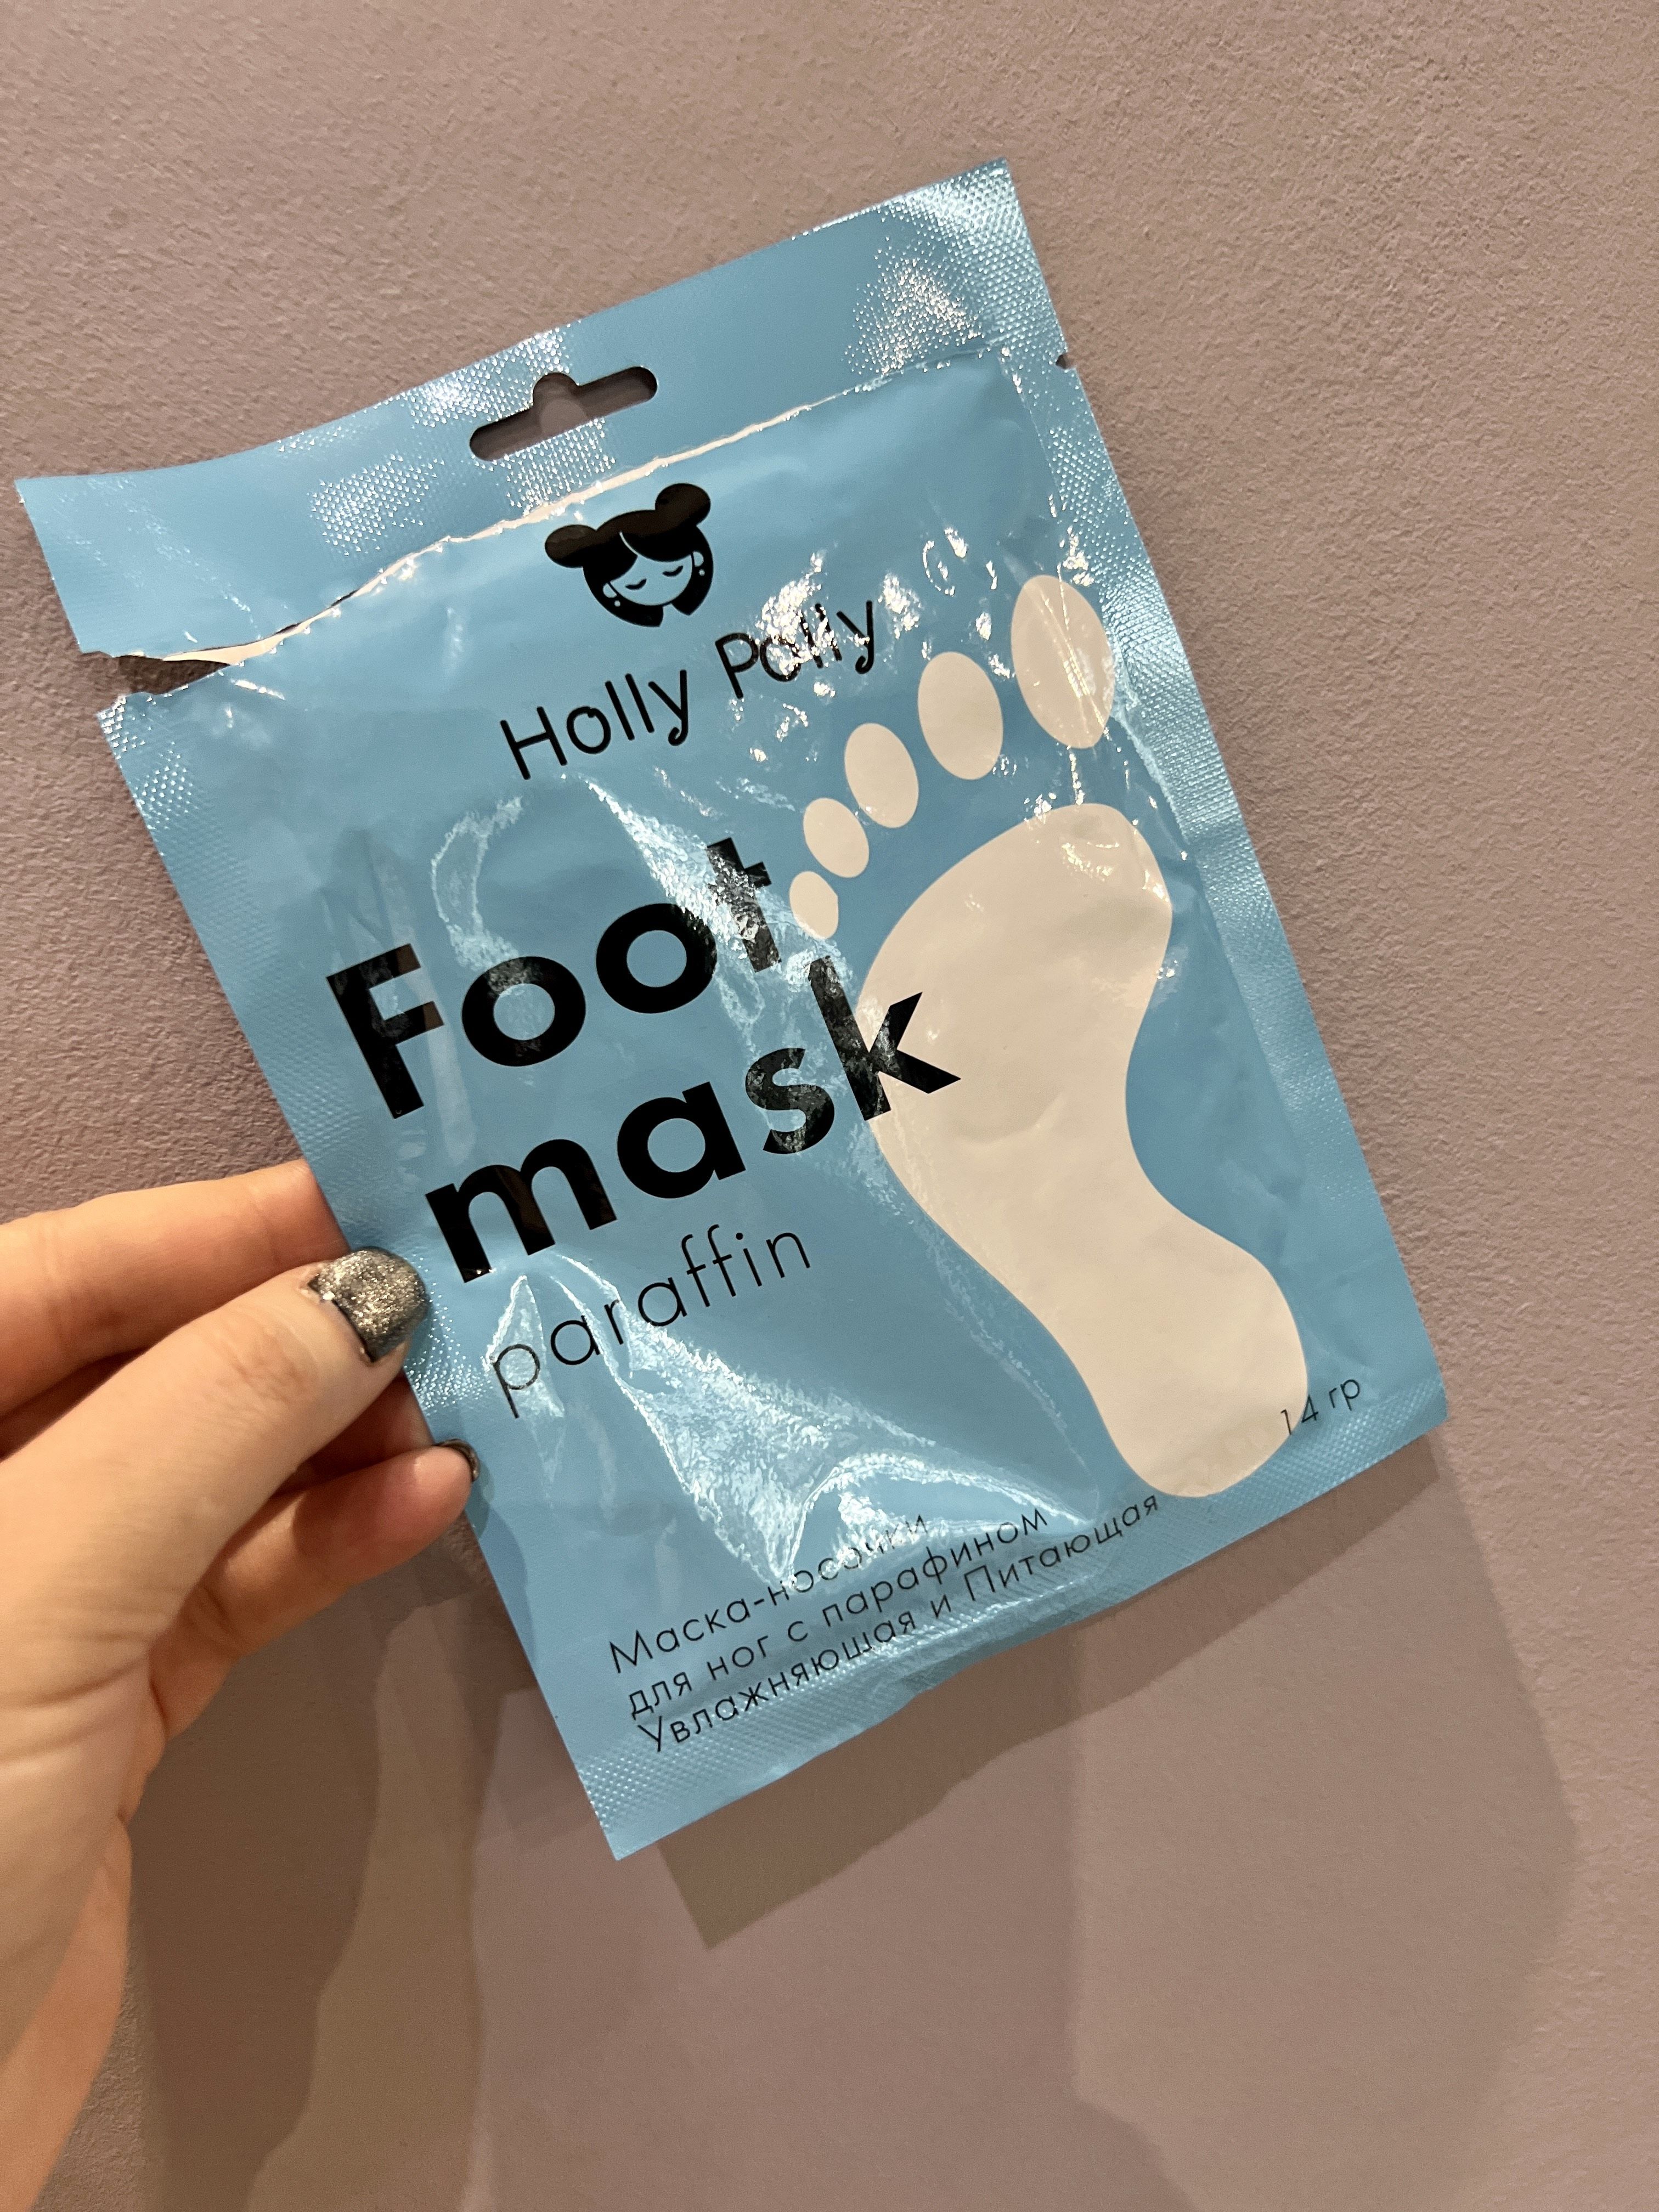 Holly Polly
Foot
mask
paraffin
14 гр
Маска-носочки
для ног с парафином
Увлажняющая и Питающая